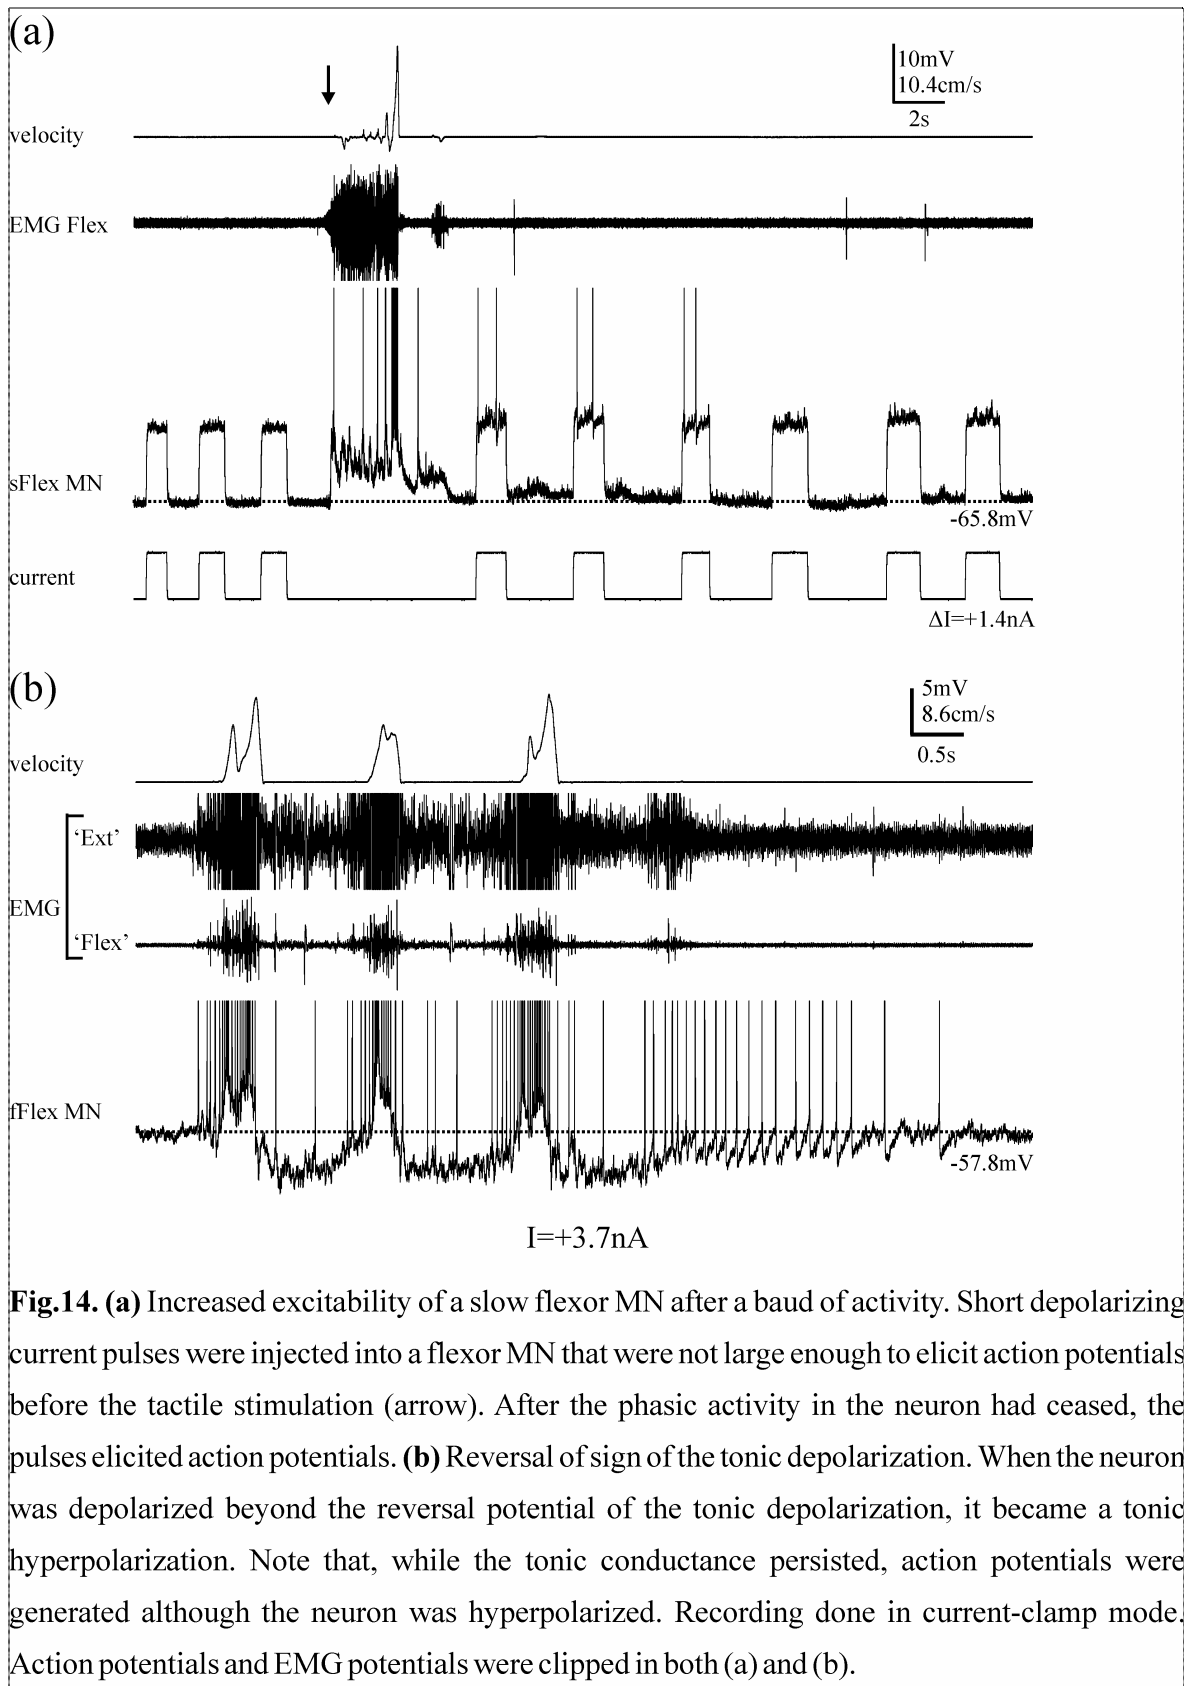 (a)
10mV
10.4cm/s
2s
velocity
EMG Flex
sFlex MN
-65.8mV
current
ΔI=+1.4nA
(b)
5mV
8.6cm/s
0.5s
velocity
‘Ext’
EMG
‘Flex’
fFlex MN
-57.8mV
I=+3.7nA
Fig.14. (a) Increased excitability of a slow flexor MN after a baud of activity. Short depolarizing
current pulses were injected into a flexor MN that were not large enough to elicit action potentials
before the tactile stimulation (arrow). After the phasic activity in the neuron had ceased, the
pulses elicited action potentials. (b) Reversal of sign of the tonic depolarization. When the neuron
was depolarized beyond the reversal potential of the tonic depolarization, it became a tonic
hyperpolarization. Note that, while the tonic conductance persisted, action potentials were
generated although the neuron was hyperpolarized. Recording done in current-clamp mode.
Action potentials and EMG potentials were clipped in both (a) and (b).